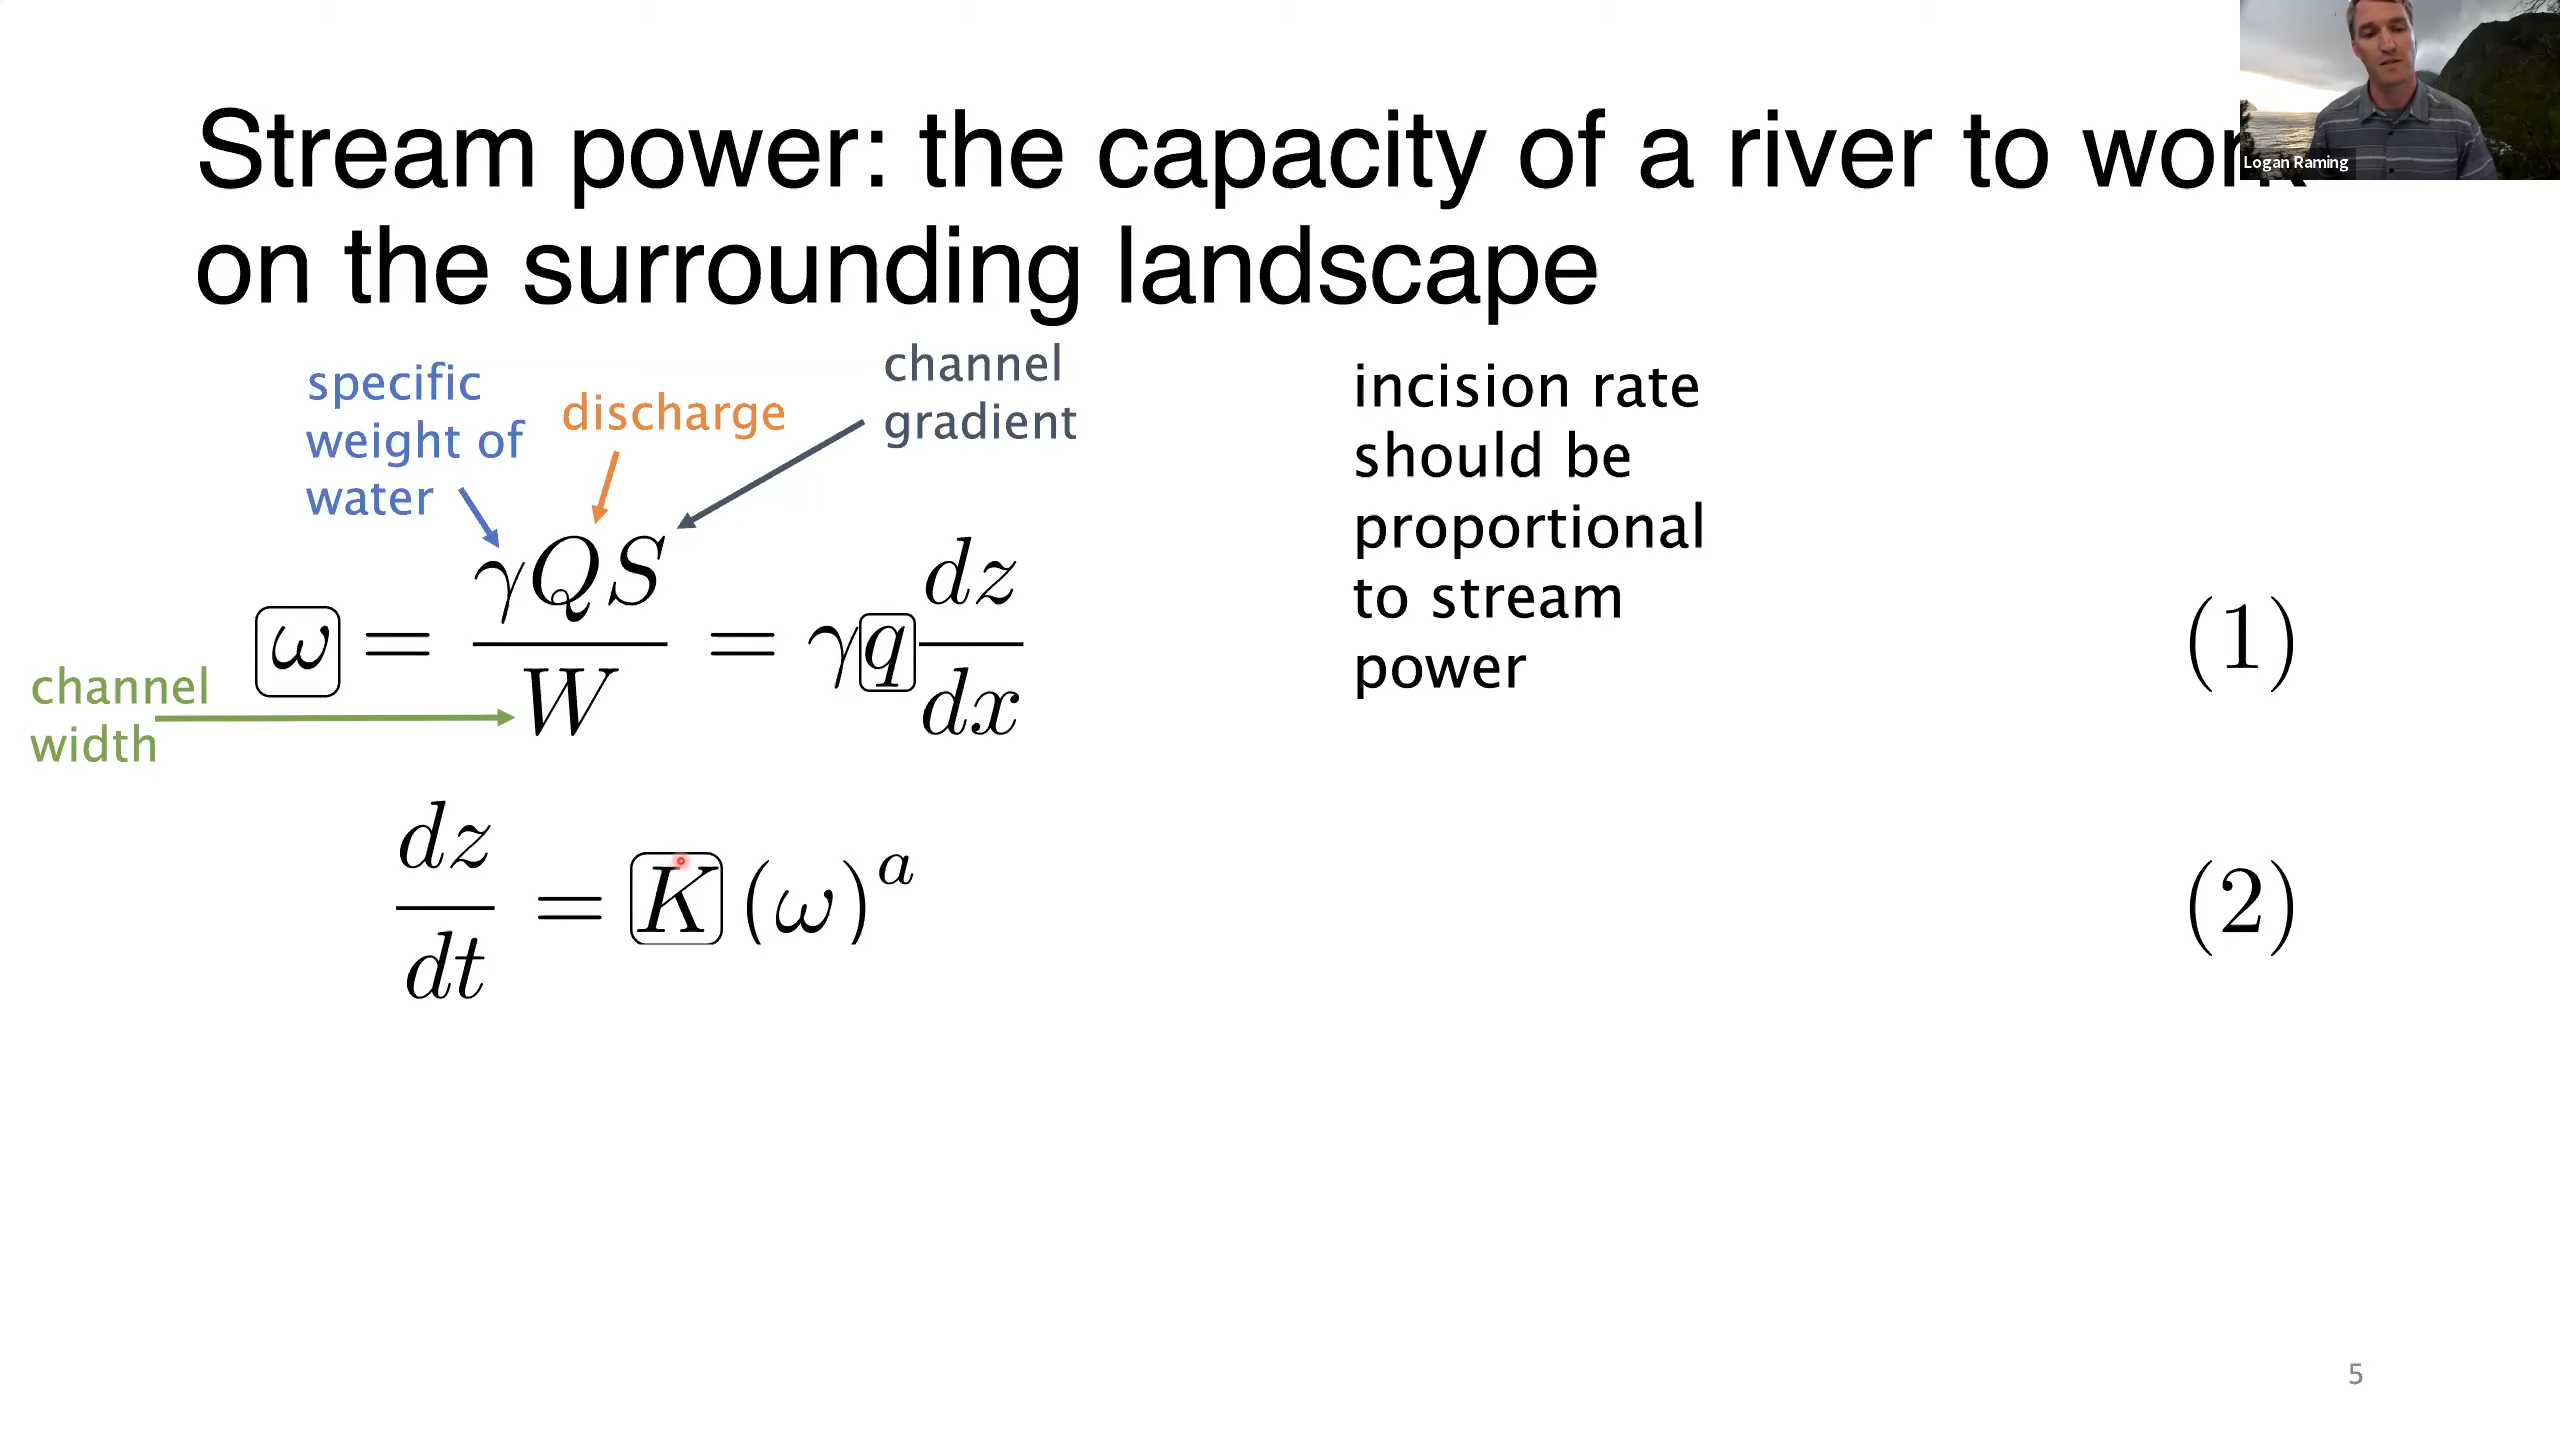 Stream power: the capacity of a river to work
on the surrounding landscape
Logan Raming
specific
weight of
water
discharge
channel
gradient
channel
width
ω = γQS / W = γq dz/dx
(1)
incision rate
should be
proportional
to stream
power
dz/dt = K (ω)^a
(2)
5